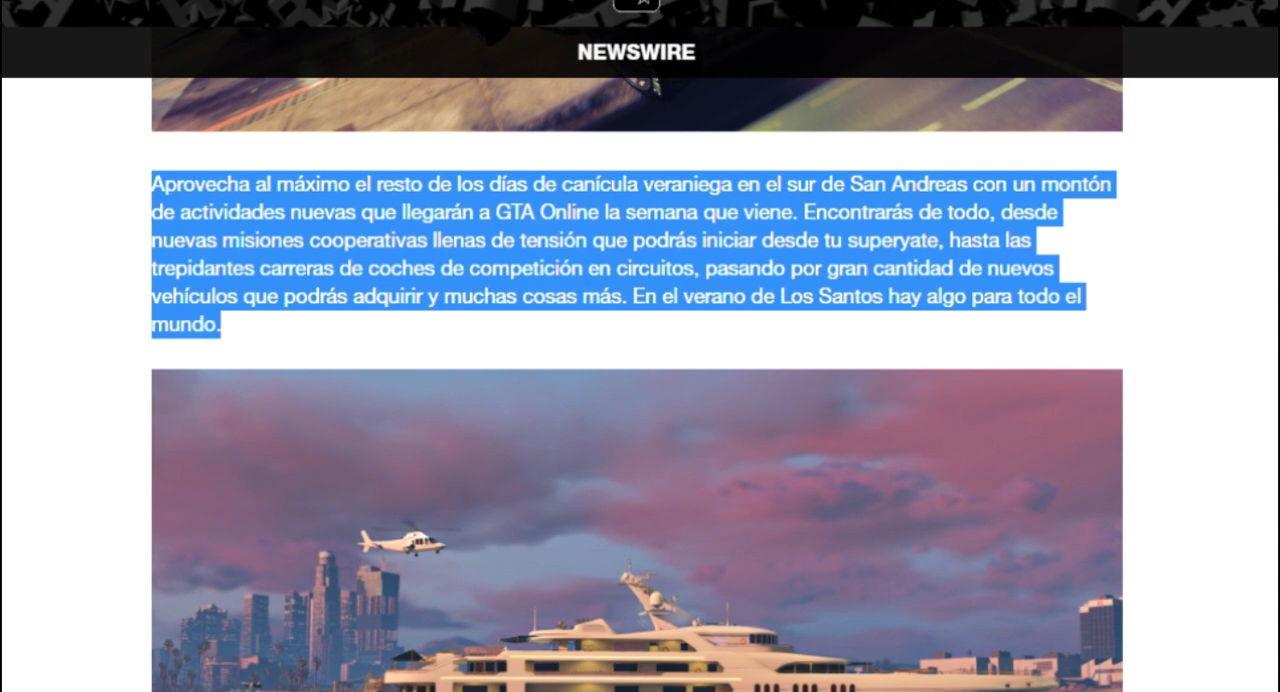 NEWSWIRE
Aprovecha al máximo el resto de los días de canícula veraniega en el sur de San Andreas con un montón
de actividades nuevas que llegarán a GTA Online la semana que viene. Encontrarás de todo, desde
nuevas misiones cooperativas llenas de tensión que podrás iniciar desde tu superyate, hasta las
trepidantes carreras de coches de competición en circuitos, pasando por gran cantidad de nuevos
vehículos que podrás adquirir y muchas cosas más. En el verano de Los Santos hay algo para todo el
mundo.